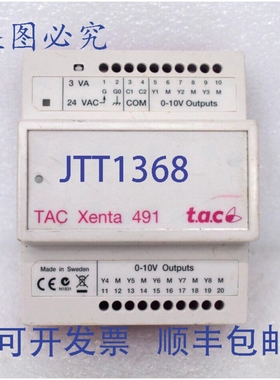 是图必究
3 VA
24 VAC
1 2 3 4 5 6 7 8 9 10
G G0 C1 C2 Y1 M Y2 Y3 M
COM
0-10V Outputs
JTT1368
TAC Xenta 491
t.a.c
Made in Sweden
0-10V Outputs
Y4 M Y5 Y6 M Y7 M Y8
11 12 13 14 15 16 17 18 19 20
可开发票 顺丰包邮